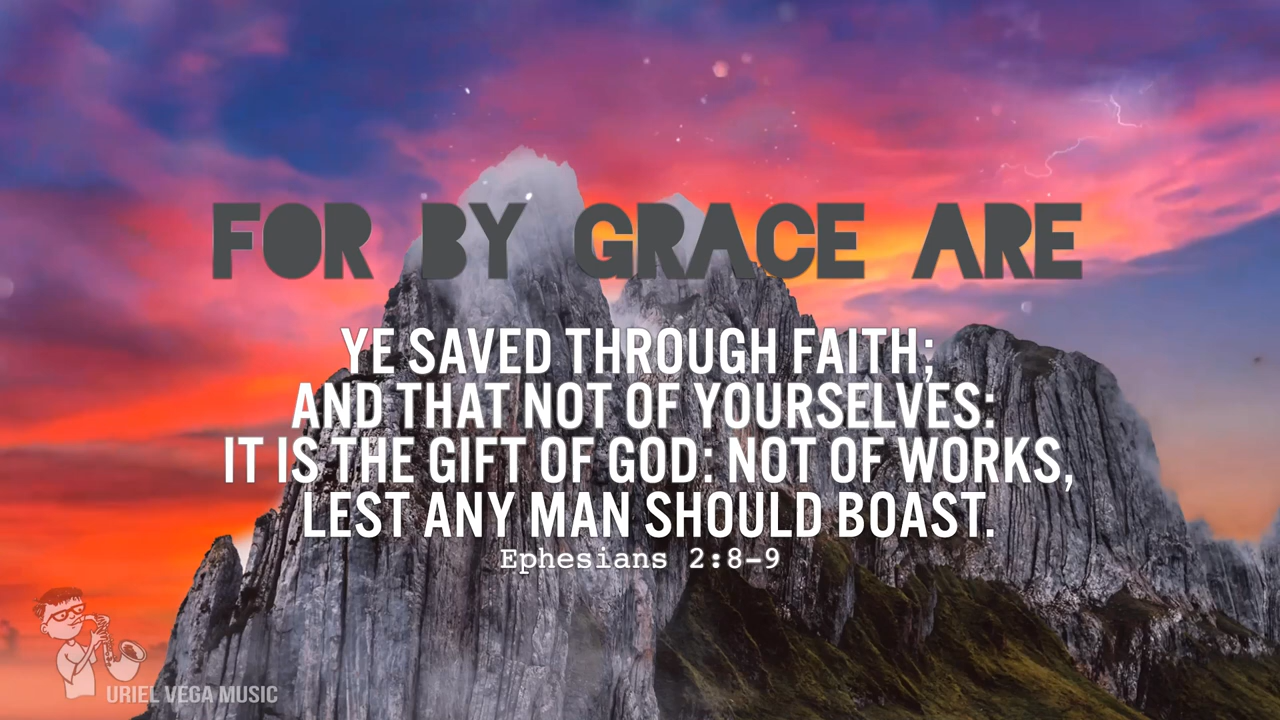 FOR BY GRACE ARE
YE SAVED THROUGH FAITH;
AND THAT NOT OF YOURSELVES:
IT IS THE GIFT OF GOD: NOT OF WORKS,
LEST ANY MAN SHOULD BOAST.
Ephesians 2:8-9
URIEL VEGA MUSIC